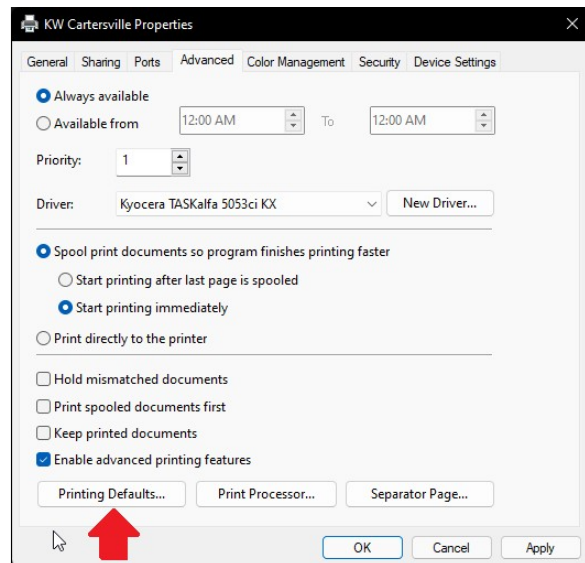 KW Cartersville Properties
General Sharing Ports Advanced Color Management Security Device Settings
Always available
Available from 12:00 AM To 12:00 AM
Priority: 1
Driver: Kyocera TASKalfa 5053ci KX New Driver...
Spool print documents so program finishes printing faster
Start printing after last page is spooled
Start printing immediately
Print directly to the printer
Hold mismatched documents
Print spooled documents first
Keep printed documents
Enable advanced printing features
Printing Defaults... Print Processor... Separator Page...
OK Cancel Apply